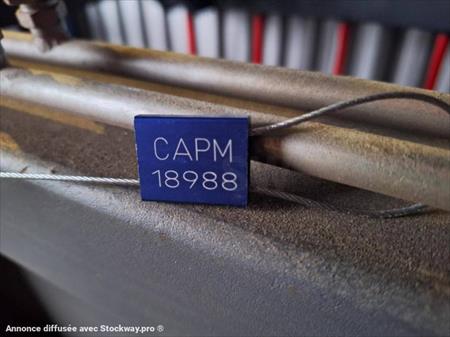 CAPM
18988
Annonce diffusée avec Stockway.pro ®